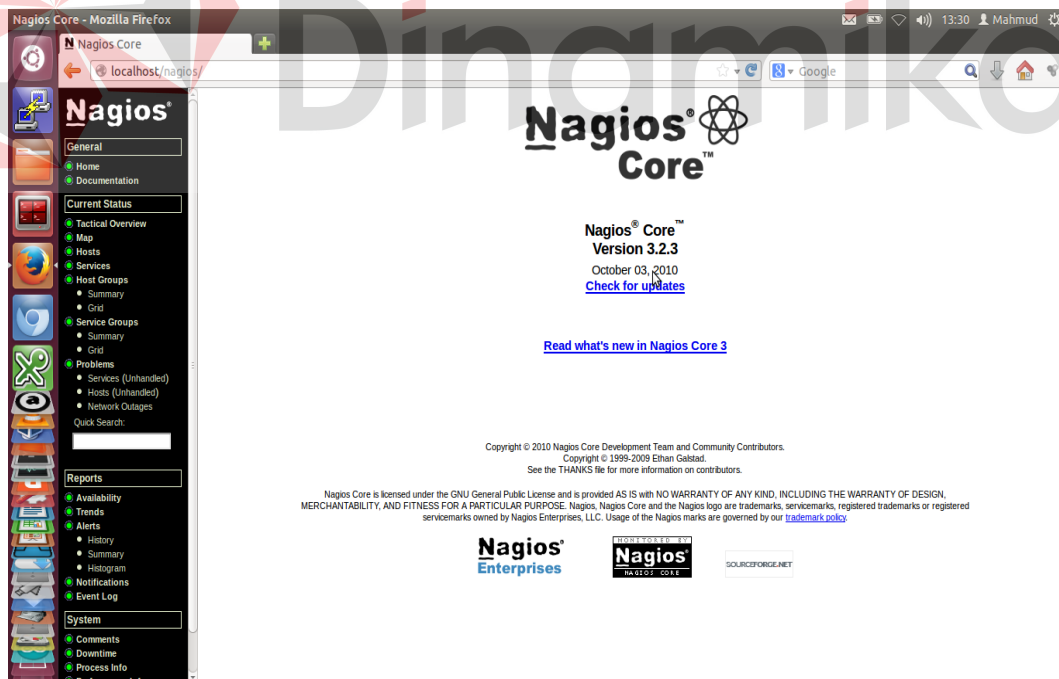 Nagios Core - Mozilla Firefox
13:30 Mahmud
Nagios Core
localhost/nagios/
Google
Dinamika
Nagios®
General
Home
Documentation
Current Status
Tactical Overview
Map
Hosts
Services
Host Groups
Summary
Grid
Service Groups
Summary
Grid
Problems
Services (Unhandled)
Hosts (Unhandled)
Network Outages
Quick Search:
Reports
Availability
Trends
Alerts
History
Summary
Histogram
Notifications
Event Log
System
Comments
Downtime
Process Info
Nagios®
Core™
Nagios® Core™
Version 3.2.3
October 03, 2010
Check for updates
Read what's new in Nagios Core 3
Copyright © 2010 Nagios Core Development Team and Community Contributors.
Copyright © 1999-2009 Ethan Galstad.
See the THANKS file for more information on contributors.
Nagios Core is licensed under the GNU General Public License and is provided AS IS with NO WARRANTY OF ANY KIND, INCLUDING THE WARRANTY OF DESIGN,
MERCHANTABILITY, AND FITNESS FOR A PARTICULAR PURPOSE. Nagios, Nagios Core and the Nagios logo are trademarks, servicemarks, registered trademarks or registered
servicemarks owned by Nagios Enterprises, LLC. Usage of the Nagios marks are governed by our trademark policy.
Nagios®
Enterprises
MONITORED BY
Nagios®
NAGIOS CORE
SOURCEFORGE.NET